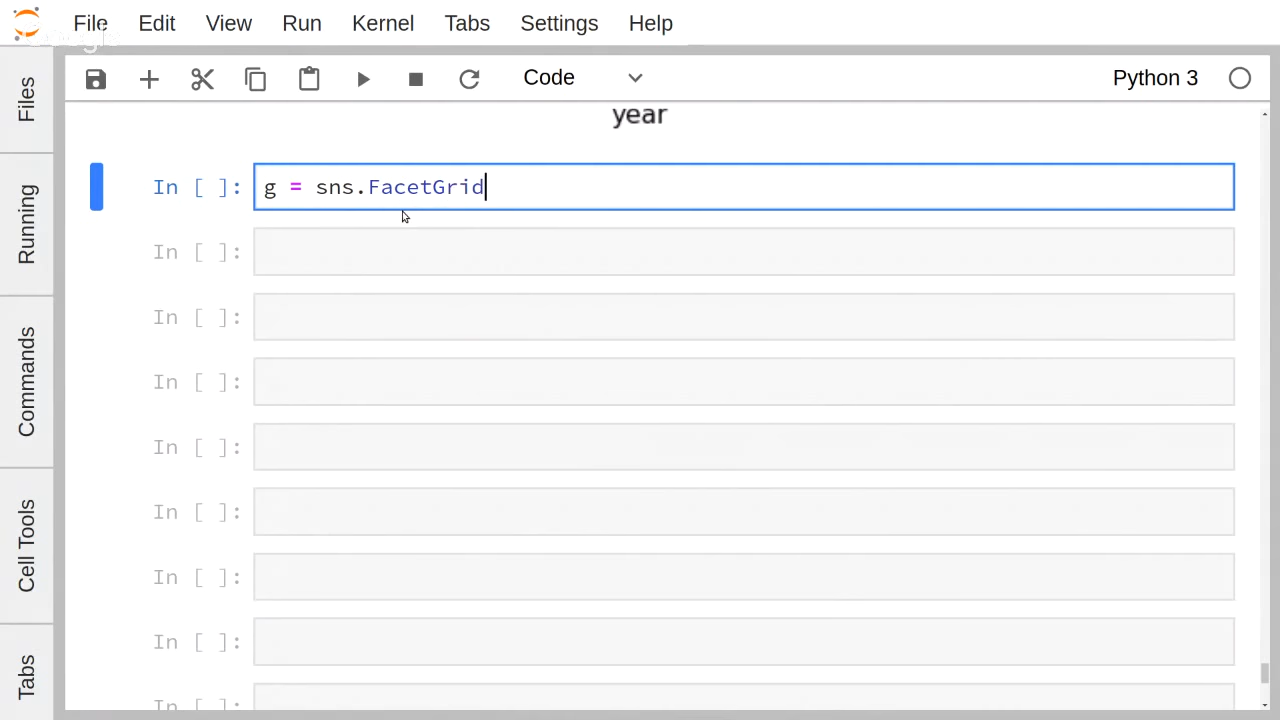 File Edit View Run Kernel Tabs Settings Help
Code
Python 3
Files
Running
Commands
Cell Tools
Tabs
year
In [ ]: g = sns.FacetGrid
In [ ]:
In [ ]:
In [ ]:
In [ ]:
In [ ]:
In [ ]:
In [ ]:
In [ ]: